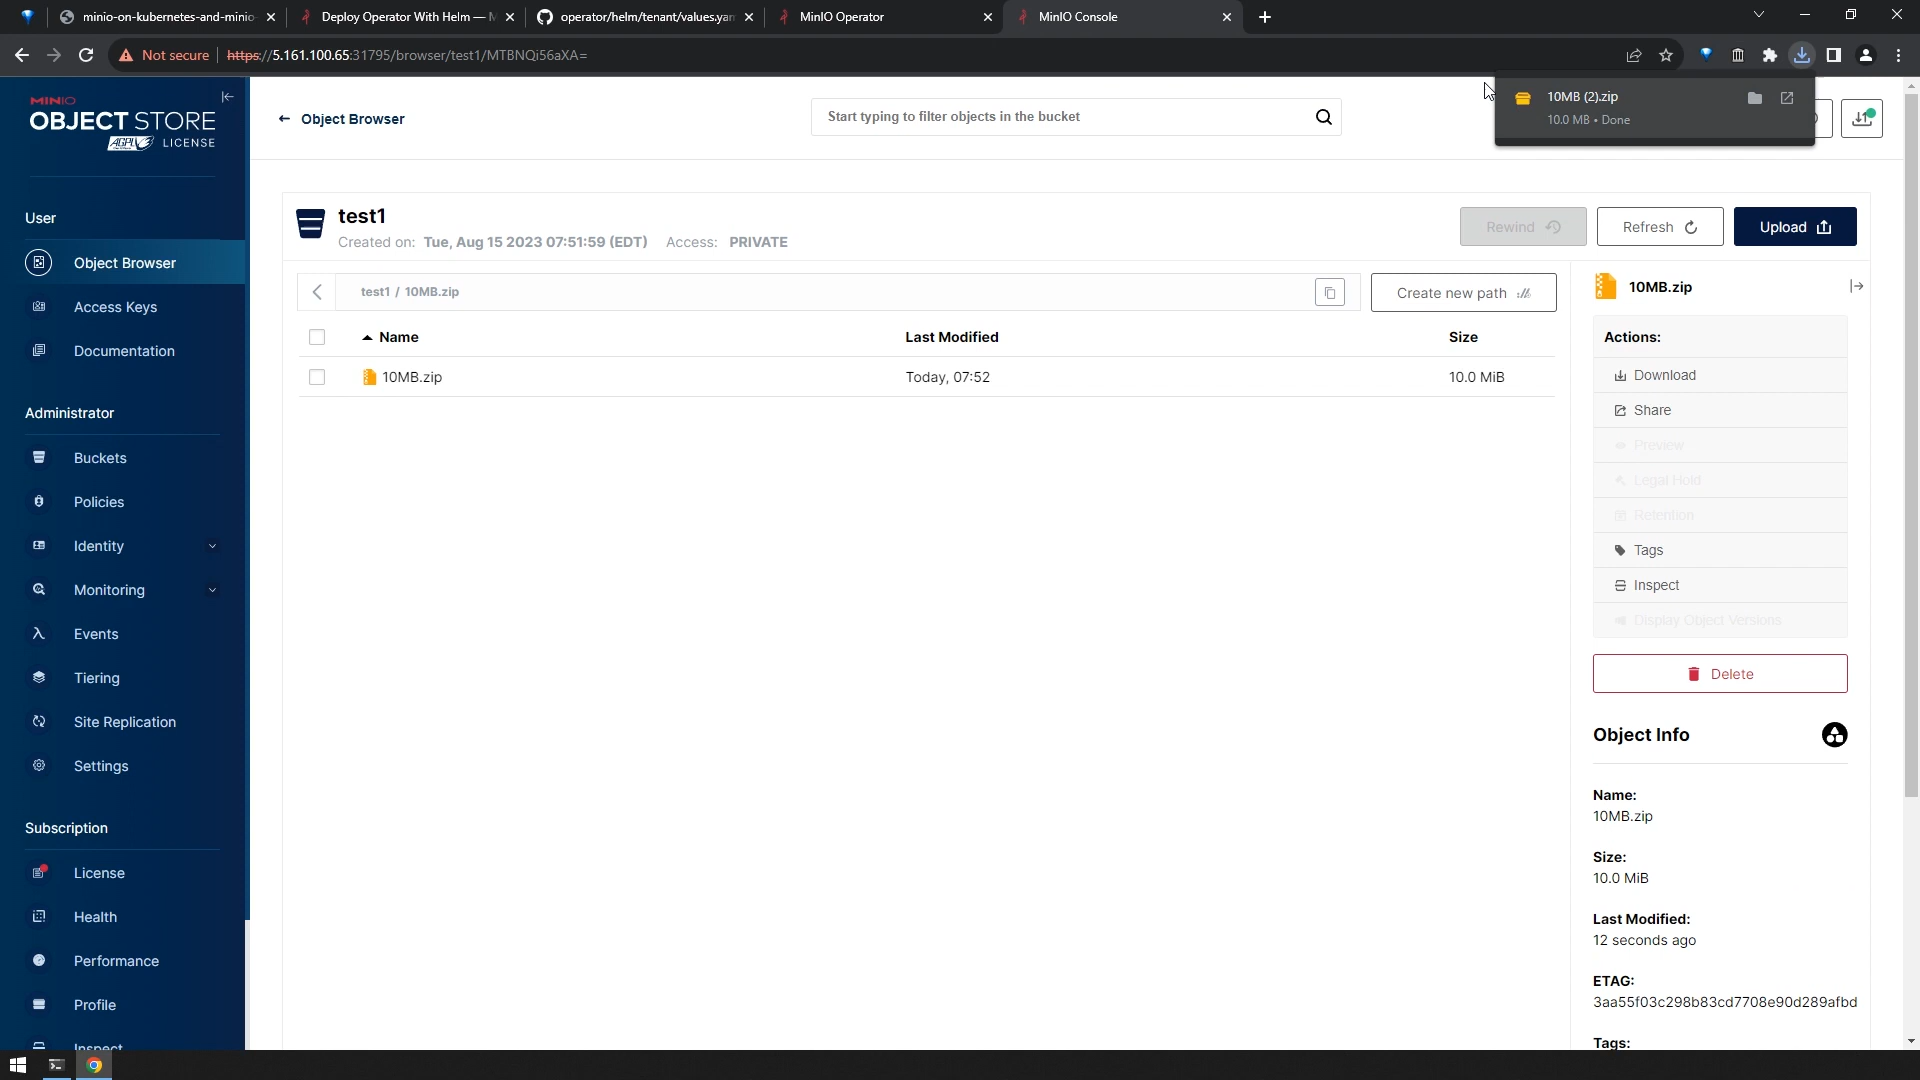 minio-on-kubernetes-and-minio-
Deploy Operator With Helm — M
operator/helm/tenant/values.yam
MinIO Operator
MinIO Console
Not secure
https://5.161.100.65:31795/browser/test1/MTBNQi56aXA=
10MB (2).zip
10.0 MB • Done
MINIO
OBJECT STORE
AGPLv3 LICENSE
Object Browser
Start typing to filter objects in the bucket
User
Object Browser
Access Keys
Documentation
Administrator
Buckets
Policies
Identity
Monitoring
Events
Tiering
Site Replication
Settings
Subscription
License
Health
Performance
Profile
Inspect
test1
Created on: Tue, Aug 15 2023 07:51:59 (EDT) Access: PRIVATE
Rewind
Refresh
Upload
test1 / 10MB.zip
Create new path
Name
Last Modified
Size
10MB.zip
Today, 07:52
10.0 MiB
10MB.zip
Actions:
Download
Share
Preview
Legal Hold
Retention
Tags
Inspect
Display Object Versions
Delete
Object Info
Name:
10MB.zip
Size:
10.0 MiB
Last Modified:
12 seconds ago
ETAG:
3aa55f03c298b83cd7708e90d289afbd
Tags: